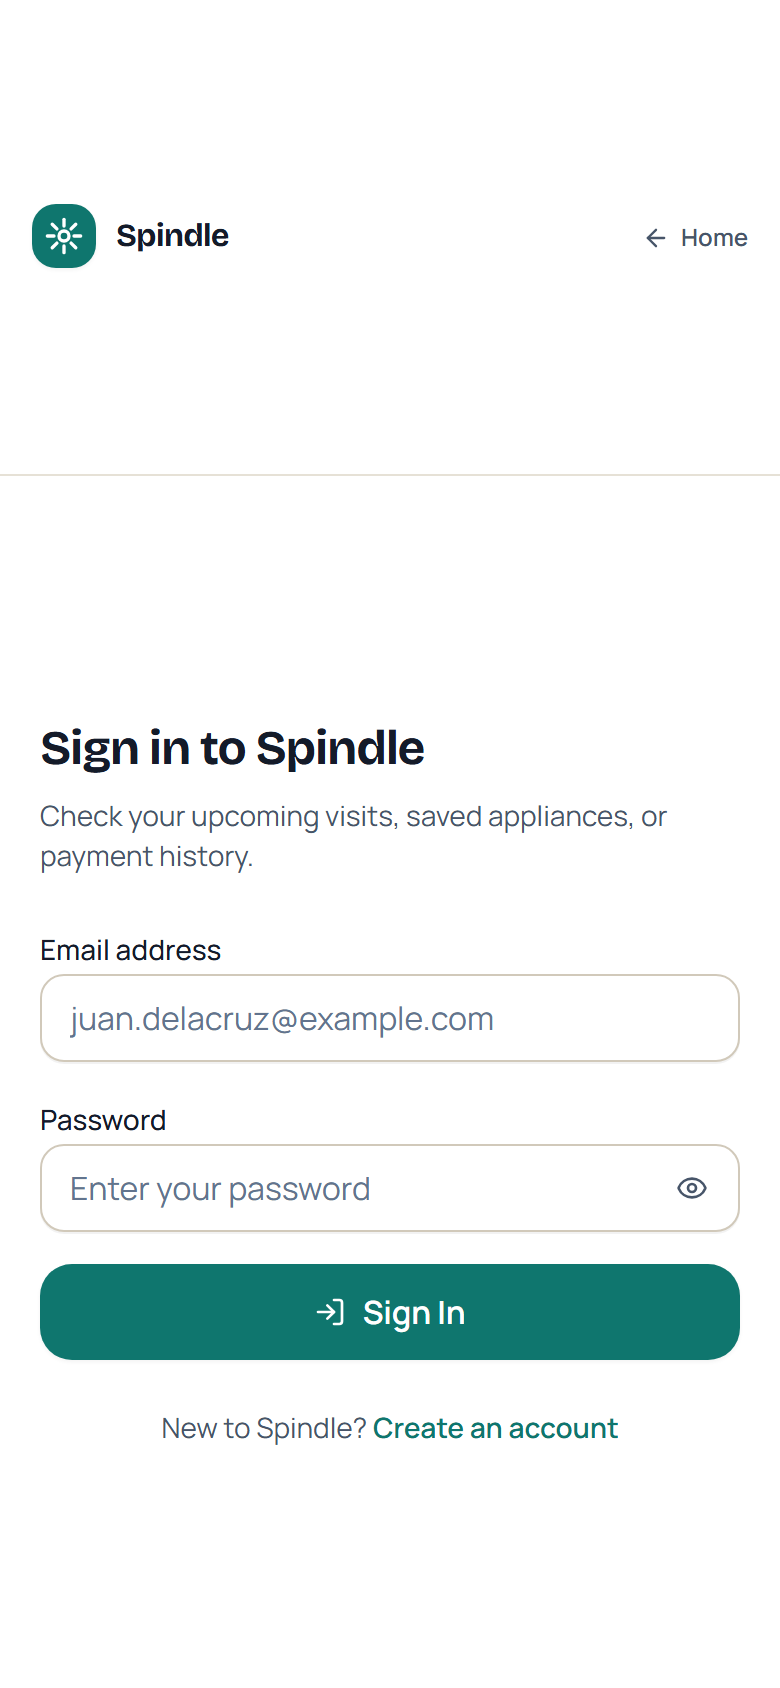 Spindle
Home
Sign in to Spindle
Check your upcoming visits, saved appliances, or
payment history.
Email address
juan.delacruz@example.com
Password
Enter your password
Sign In
New to Spindle? Create an account